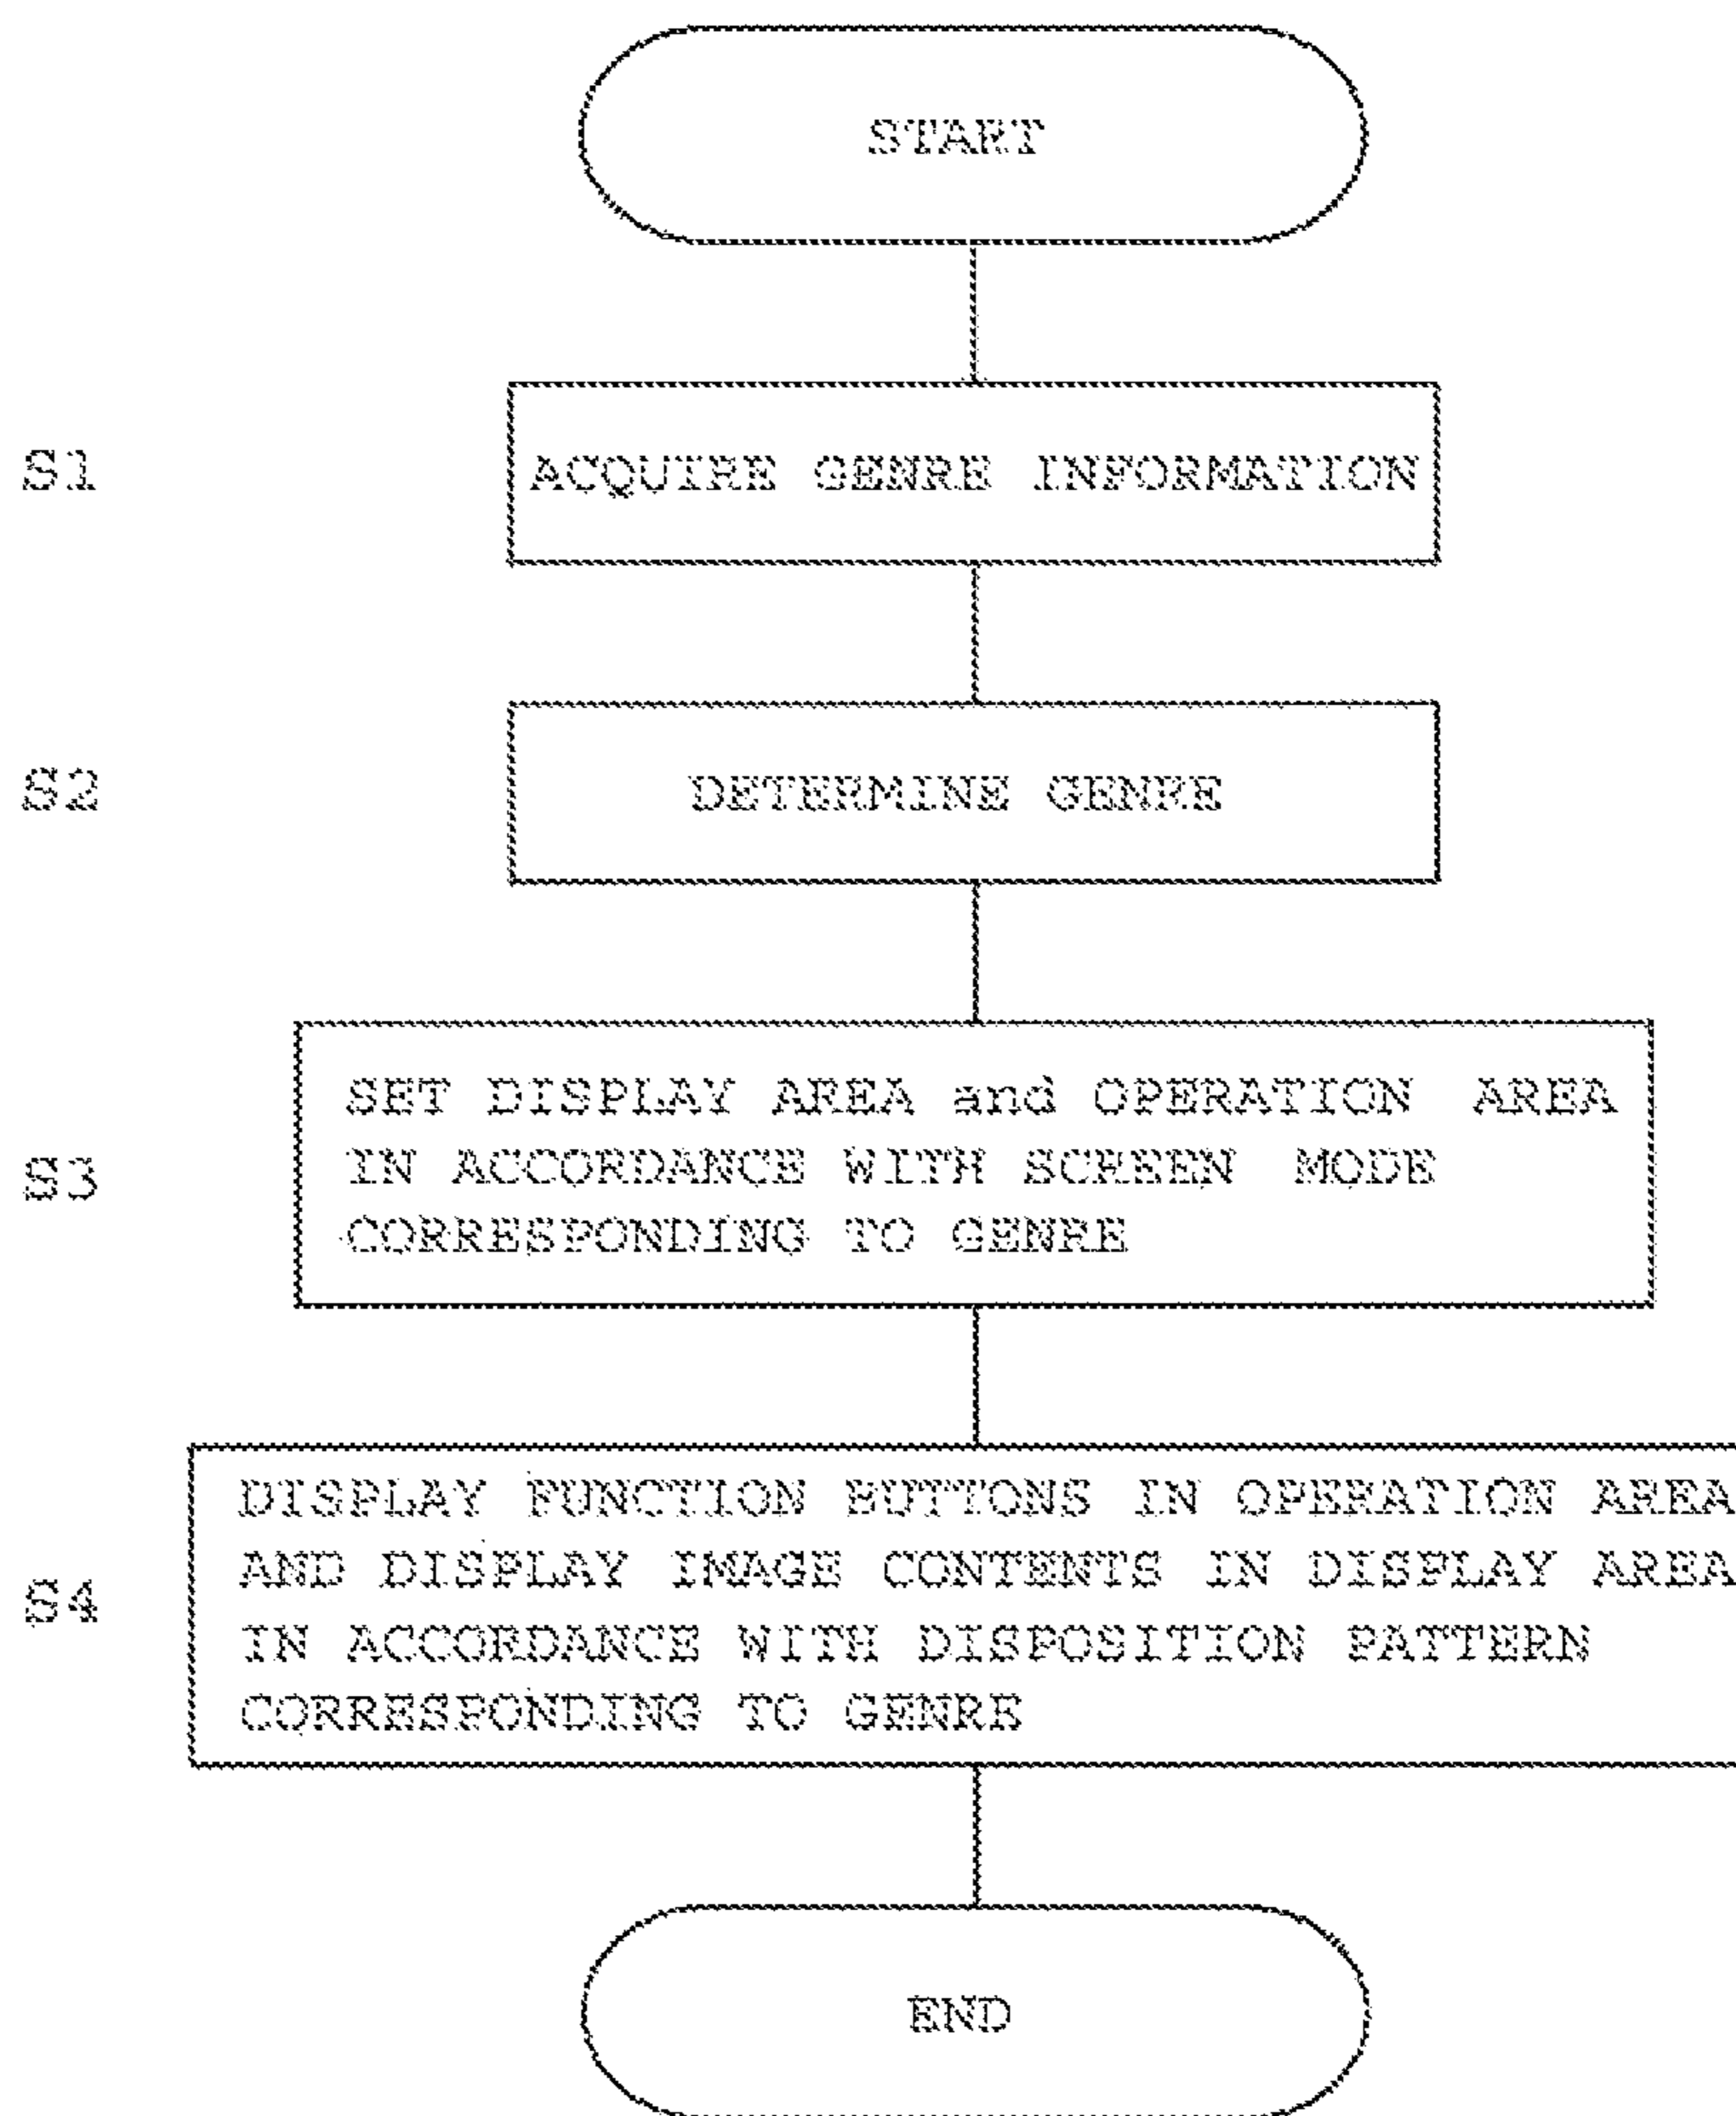 START
S1
ACQUIRE GENRE INFORMATION
S2
DETERMINE GENRE
S3
SET DISPLAY AREA and OPERATION AREA
IN ACCORDANCE WITH SCREEN MODE
CORRESPONDING TO GENRE
S4
DISPLAY FUNCTION BUTTONS IN OPERATION AREA
AND DISPLAY IMAGE CONTENTS IN DISPLAY AREA
IN ACCORDANCE WITH DISPOSITION PATTERN
CORRESPONDING TO GENRE
END